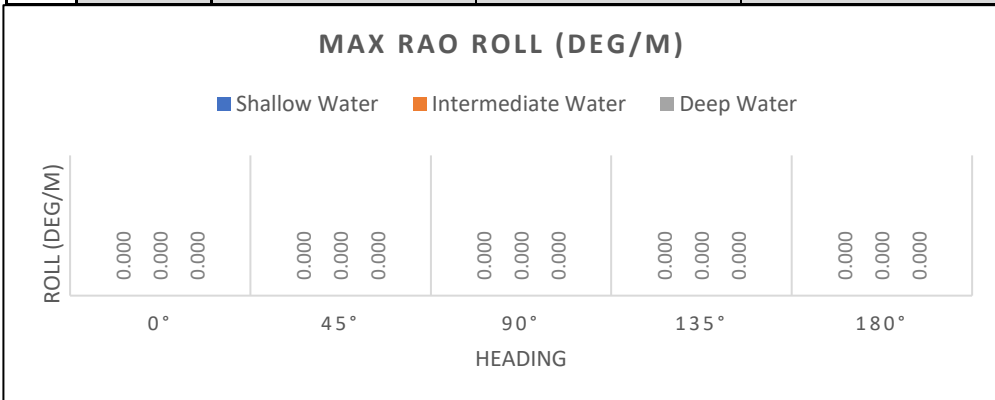 MAX RAO ROLL (DEG/M)
Shallow Water Intermediate Water Deep Water
ROLL (DEG/M)
0.000 0.000 0.000 0.000 0.000 0.000 0.000 0.000 0.000 0.000 0.000 0.000 0.000 0.000 0.000
0° 45° 90° 135° 180°
HEADING